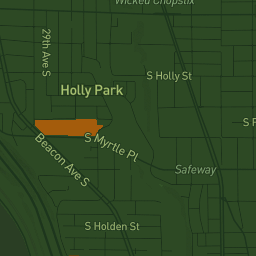 Wicked Chopstix
29th Ave S
S Holly St
Holly Park
S Myrtle Pl
Beacon Ave S
Safeway
S Holden St